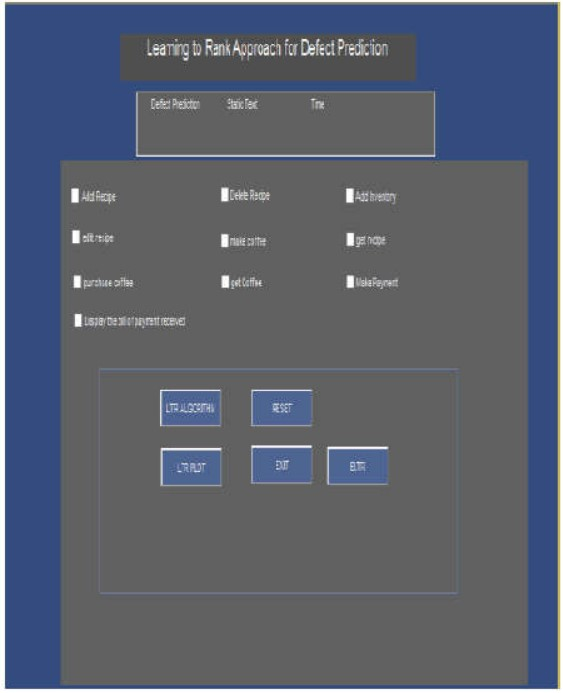 Learning to Rank Approach for Defect Prediction
Defect Prediction Static Text Time
Add Recipe Delete Recipe Add Inventory
edit recipe make coffee get recipe
purchase coffee get Coffee Make Payment
Display the bill of payment received
LTR ALGORITHM RESET
LTR PLOT EXIT ELTR